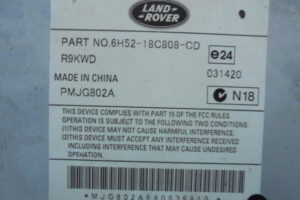 LAND-
ROVER
PART NO.6H52-18C808-CD
e24
R9KWD
031420
MADE IN CHINA
PMJG802A
N18
THIS DEVICE COMPLIES WITH PART 15 OF THE FCC RULES.
OPERATION IS SUBJECT TO THE FOLLOWING TWO CONDITIONS:
(1)THIS DEVICE MAY NOT CAUSE HARMFUL
INTERFERENCE,AND
(2)THIS DEVICE MUST ACCEPT ANY INTERFERENCE RECEIVED
INCLUDING INTERFERENCE THAT MAY CAUSE UNDESIRED
OPERATION.